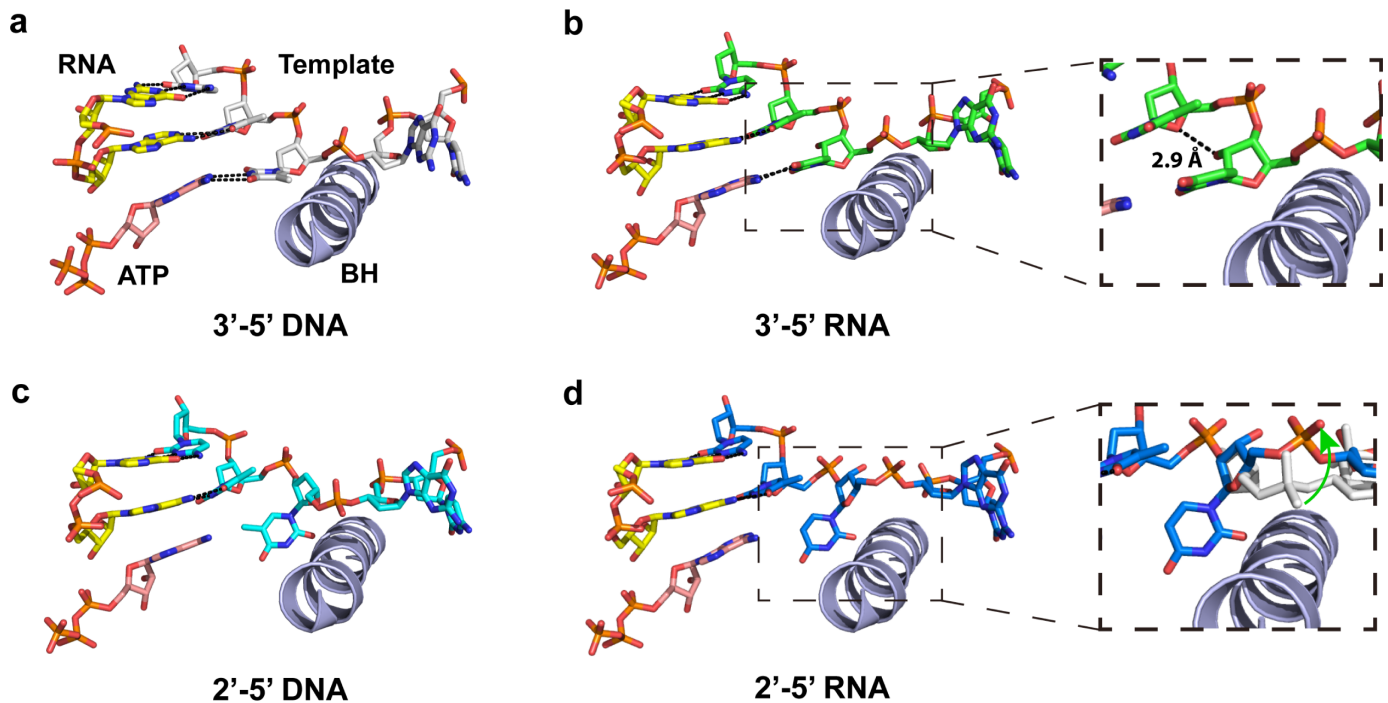 a
RNA
Template
ATP
BH
3'-5' DNA
b
2.9 Å
3'-5' RNA
c
2'-5' DNA
d
2'-5' RNA